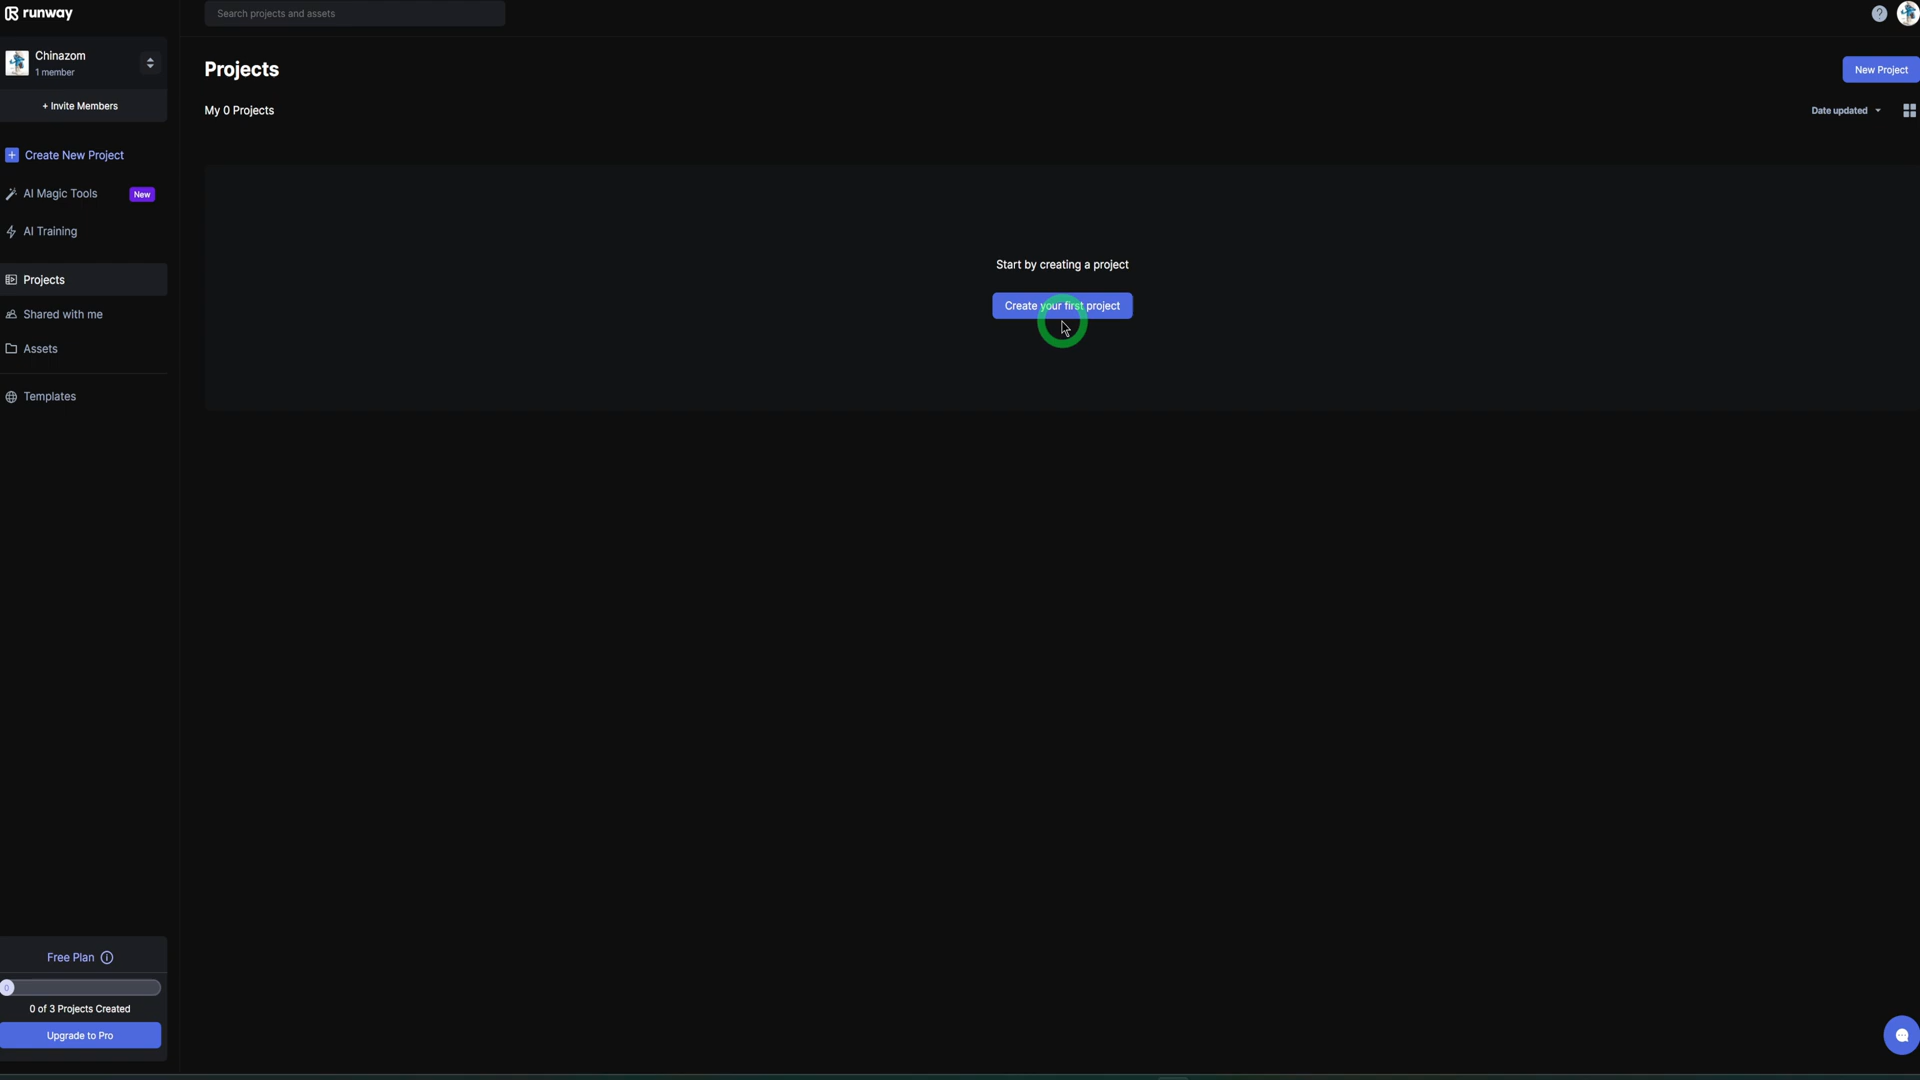 runway
Search projects and assets
?
Chinazom
1 member
+ Invite Members
Projects
New Project
My 0 Projects
Date updated
+ Create New Project
AI Magic Tools
New
AI Training
Projects
Shared with me
Assets
Templates
Start by creating a project
Create your first project
Free Plan
0
0 of 3 Projects Created
Upgrade to Pro